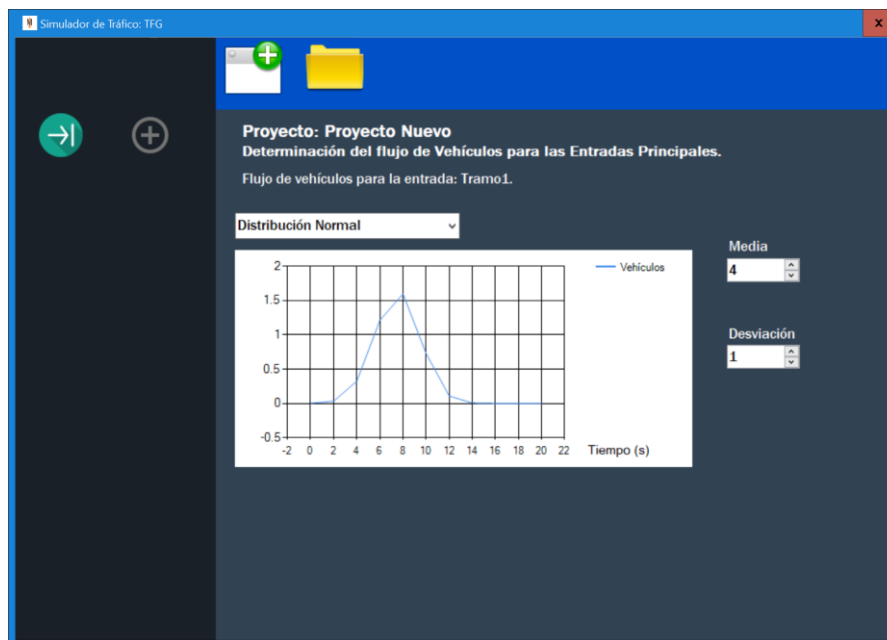 Simulador de Tráfico: TFG
x
Proyecto: Proyecto Nuevo
Determinación del flujo de Vehículos para las Entradas Principales.
Flujo de vehículos para la entrada: Tramo1.
Distribución Normal
Media
4
Desviación
1
Vehículos
2
1.5
1
0.5
0
-0.5
-2 0 2 4 6 8 10 12 14 16 18 20 22 Tiempo (s)